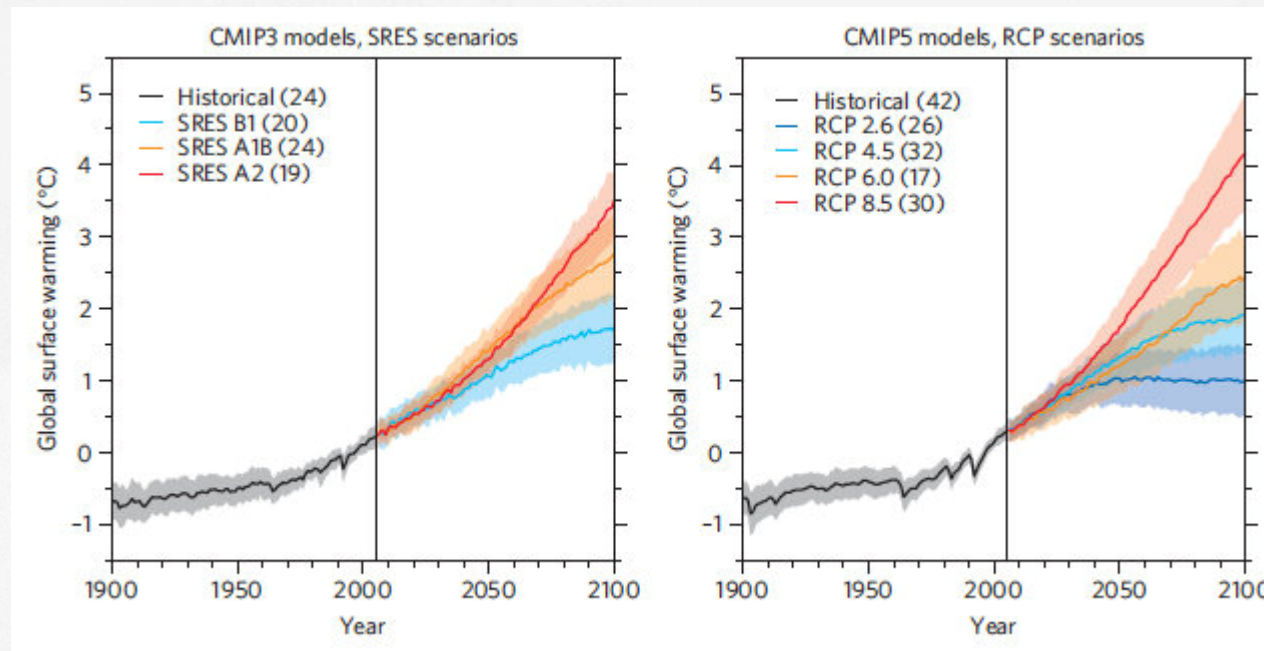 CMIP3 models, SRES scenarios
5
4
3
2
1
0
−1
Global surface warming (°C)
Historical (24)
SRES B1 (20)
SRES A1B (24)
SRES A2 (19)
1900 1950 2000 2050 2100
Year
CMIP5 models, RCP scenarios
5
4
3
2
1
0
−1
Global surface warming (°C)
Historical (42)
RCP 2.6 (26)
RCP 4.5 (32)
RCP 6.0 (17)
RCP 8.5 (30)
1900 1950 2000 2050 2100
Year